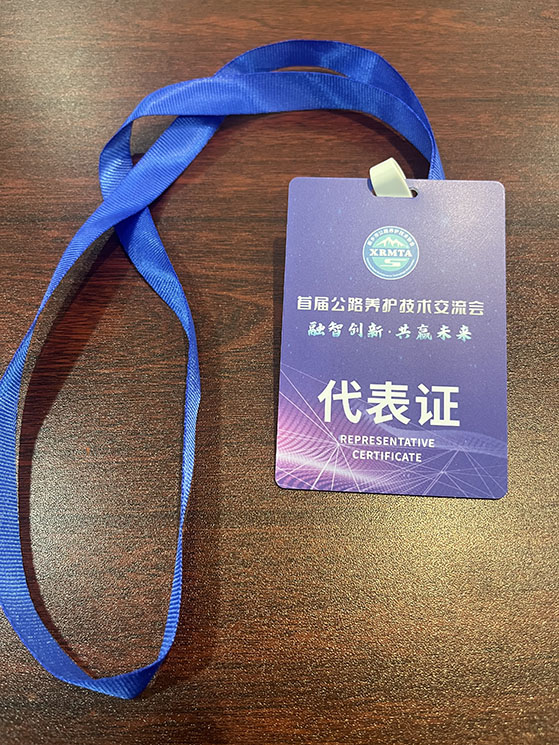 XRMTA
首届公路养护技术交流会
融智创新·共赢未来
代表证
REPRESENTATIVE
CERTIFICATE